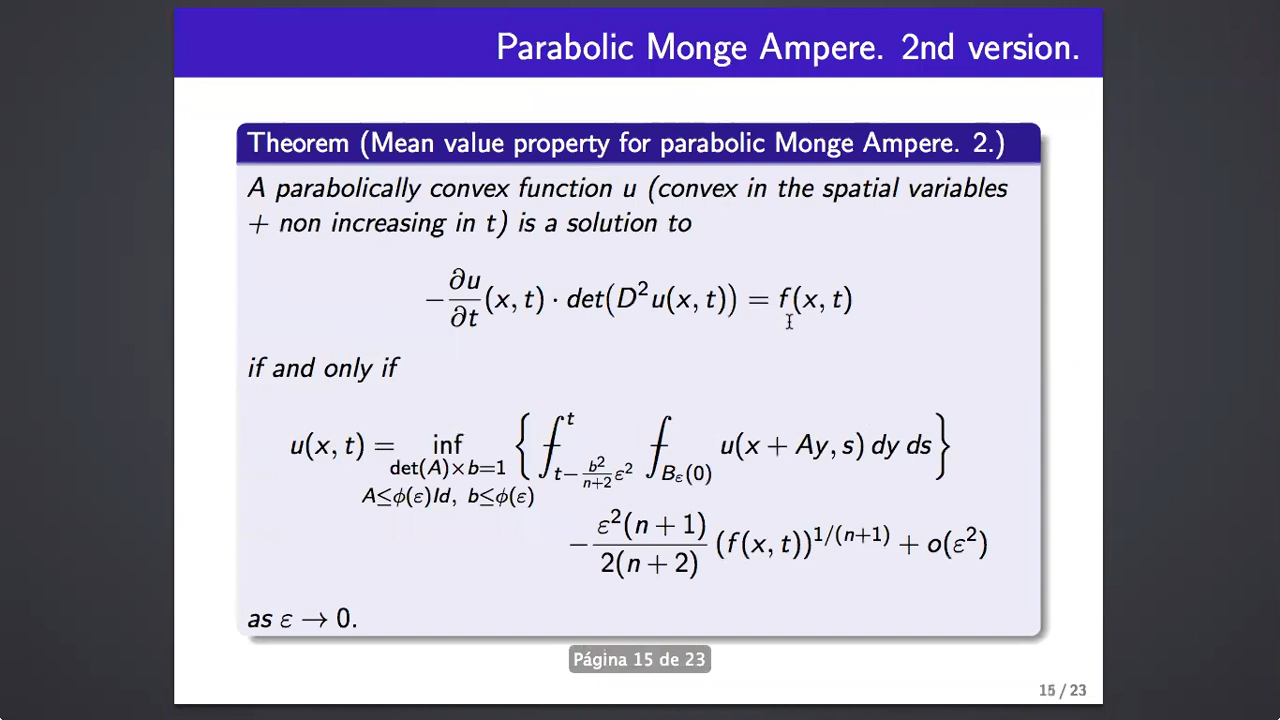 Parabolic Monge Ampere. 2nd version.
Theorem (Mean value property for parabolic Monge Ampere. 2.)
A parabolically convex function u (convex in the spatial variables
+ non increasing in t) is a solution to
−∂u/∂t (x, t) · det(D²u(x, t)) = f(x, t)
if and only if
u(x, t) = inf_{det(A)×b=1, A≤ϕ(ε)Id, b≤ϕ(ε)} { ⨍_{t−(b²/(n+2))ε²}^{t} ⨍_{B_ε(0)} u(x + Ay, s) dy ds }
− (ε²(n + 1))/(2(n + 2)) (f(x, t))^{1/(n+1)} + o(ε²)
as ε → 0.
Página 15 de 23
15 / 23